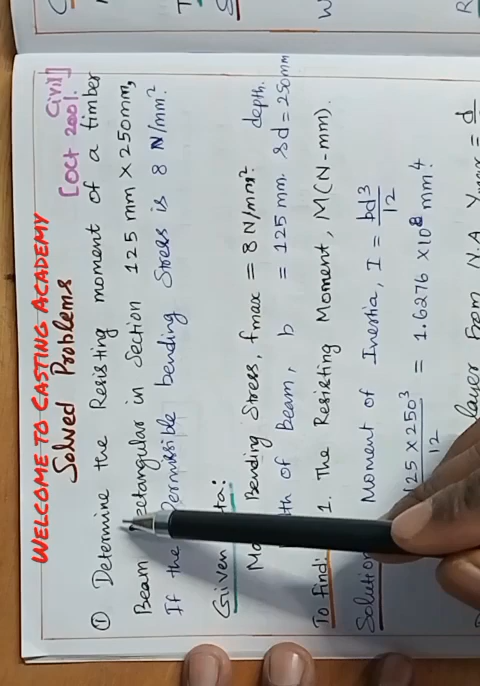 WELCOME TO CASTING ACADEMY
Solved Problems [Oct 2001. Civil]
① Determine the Resisting moment of a timber
Beam Rectangular in Section 125 mm × 250mm,
If the Permissible bending Stress is 8 N/mm².
Given
Bending Stress, fmax = 8 N/mm².
of beam, b = 125 mm. & d = 250mm
depth.
To find: 1. The Resisting Moment, M (N-mm).
Solution Moment of Inertia, I = bd³/12
125 × 250³/12 = 1.6276 × 10⁸ mm⁴.
layer From N.A Ymax = d